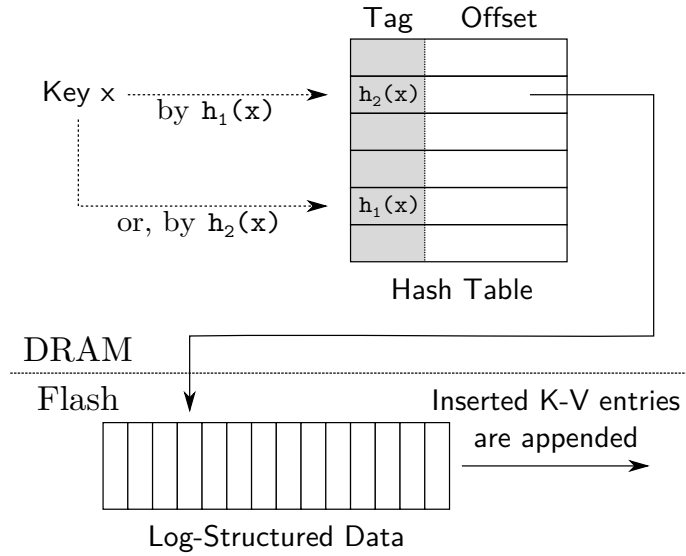 Tag Offset
Key x
by h₁(x)
h₂(x)
or, by h₂(x)
h₁(x)
Hash Table
DRAM
Flash
Inserted K-V entries
are appended
Log-Structured Data